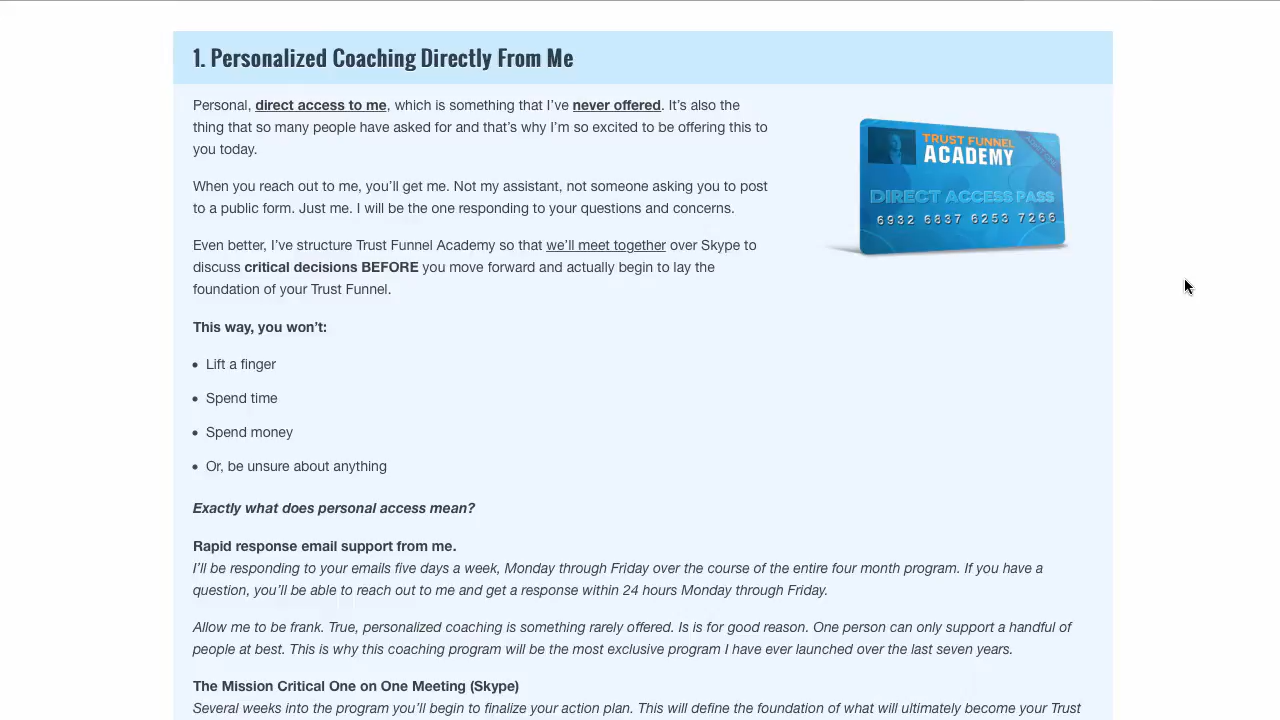 1. Personalized Coaching Directly From Me
Personal, direct access to me, which is something that I've never offered. It's also the
thing that so many people have asked for and that's why I'm so excited to be offering this to
you today.
TRUST FUNNEL
ACADEMY
DIRECT ACCESS PASS
6932 6837 6253 7266
When you reach out to me, you'll get me. Not my assistant, not someone asking you to post
to a public form. Just me. I will be the one responding to your questions and concerns.
Even better, I've structure Trust Funnel Academy so that we'll meet together over Skype to
discuss critical decisions BEFORE you move forward and actually begin to lay the
foundation of your Trust Funnel.
This way, you won't:
• Lift a finger
• Spend time
• Spend money
• Or, be unsure about anything
Exactly what does personal access mean?
Rapid response email support from me.
I'll be responding to your emails five days a week, Monday through Friday over the course of the entire four month program. If you have a
question, you'll be able to reach out to me and get a response within 24 hours Monday through Friday.
Allow me to be frank. True, personalized coaching is something rarely offered. Is is for good reason. One person can only support a handful of
people at best. This is why this coaching program will be the most exclusive program I have ever launched over the last seven years.
The Mission Critical One on One Meeting (Skype)
Several weeks into the program you'll begin to finalize your action plan. This will define the foundation of what will ultimately become your Trust